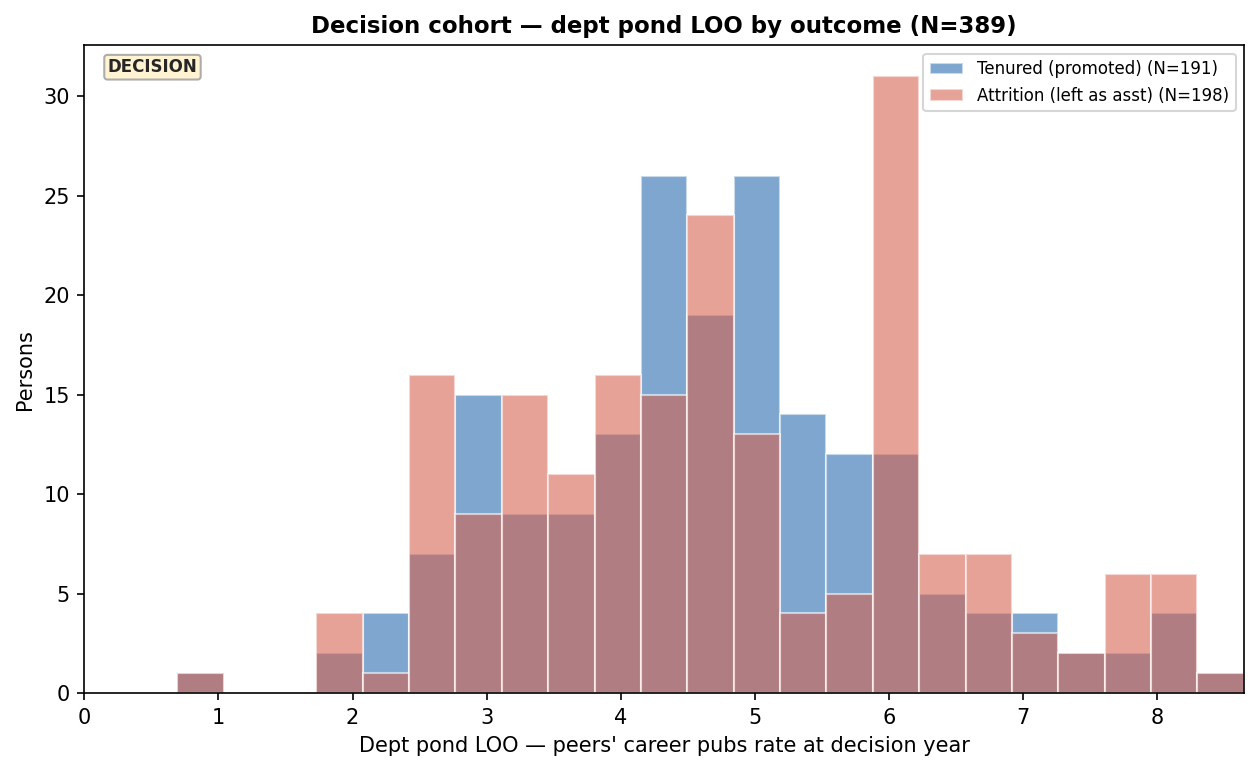 Decision cohort — dept pond LOO by outcome (N=389)
DECISION
Tenured (promoted) (N=191)
Attrition (left as asst) (N=198)
Persons
30
25
20
15
10
5
0
0 1 2 3 4 5 6 7 8
Dept pond LOO — peers' career pubs rate at decision year